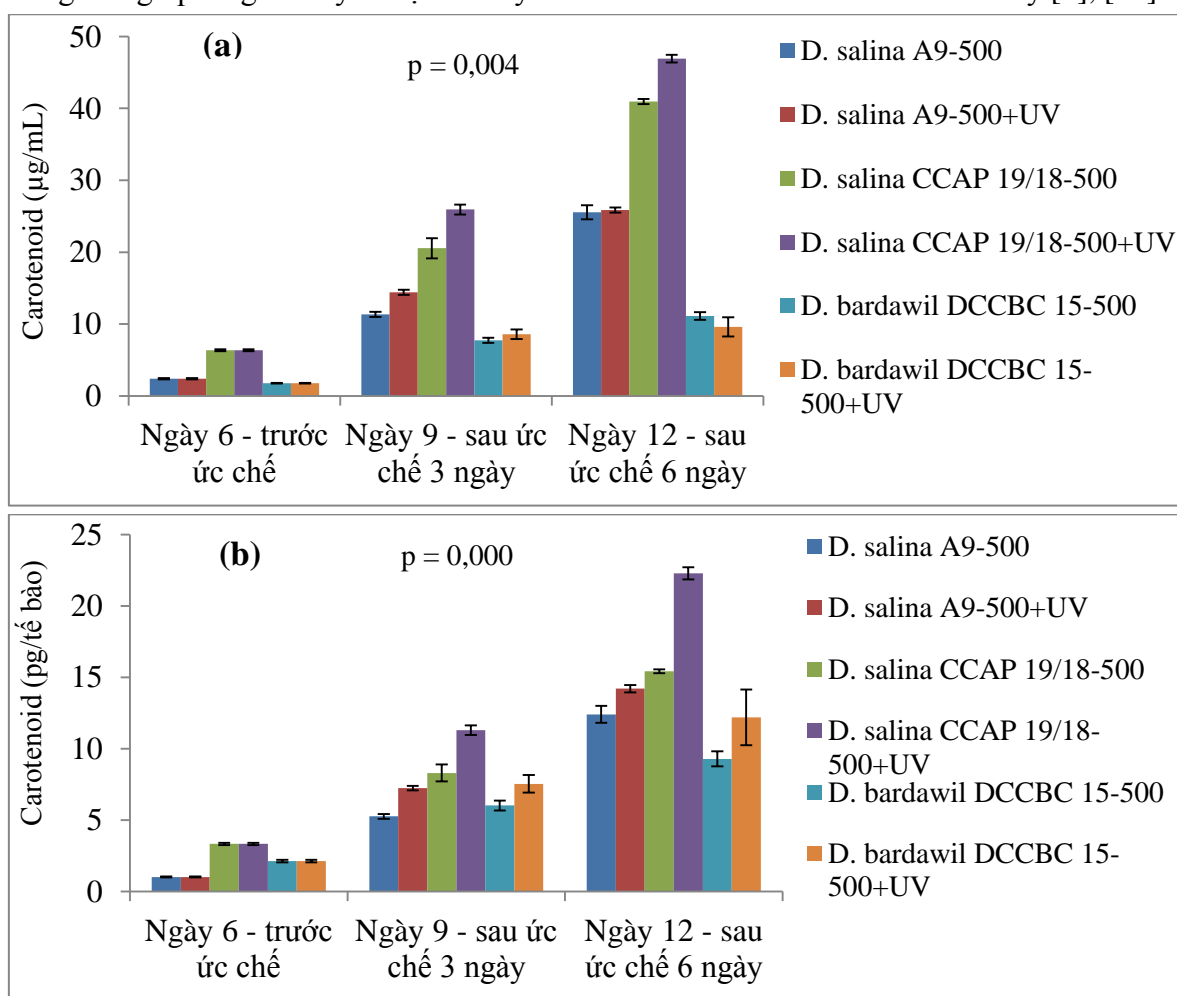 (a)
p = 0,004
Carotenoid (µg/mL)
50
40
30
20
10
0
Ngày 6 - trước
ức chế
Ngày 9 - sau ức
chế 3 ngày
Ngày 12 - sau
ức chế 6 ngày
D. salina A9-500
D. salina A9-500+UV
D. salina CCAP 19/18-500
D. salina CCAP 19/18-500+UV
D. bardawil DCCBC 15-500
D. bardawil DCCBC 15-
500+UV
(b)
p = 0,000
Carotenoid (pg/tế bào)
25
20
15
10
5
0
Ngày 6 - trước
ức chế
Ngày 9 - sau ức
chế 3 ngày
Ngày 12 - sau
ức chế 6 ngày
D. salina A9-500
D. salina A9-500+UV
D. salina CCAP 19/18-500
D. salina CCAP 19/18-
500+UV
D. bardawil DCCBC 15-500
D. bardawil DCCBC 15-
500+UV